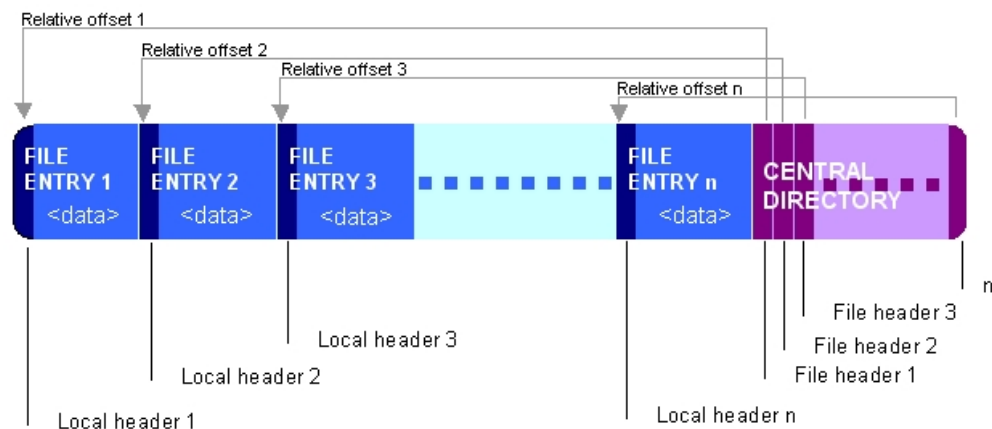 Relative offset 1
Relative offset 2
Relative offset 3
Relative offset n
FILE
ENTRY 1
<data>
FILE
ENTRY 2
<data>
FILE
ENTRY 3
<data>
FILE
ENTRY n
<data>
CENTRAL
DIRECTORY
n
File header 3
File header 2
File header 1
Local header 3
Local header 2
Local header 1
Local header n